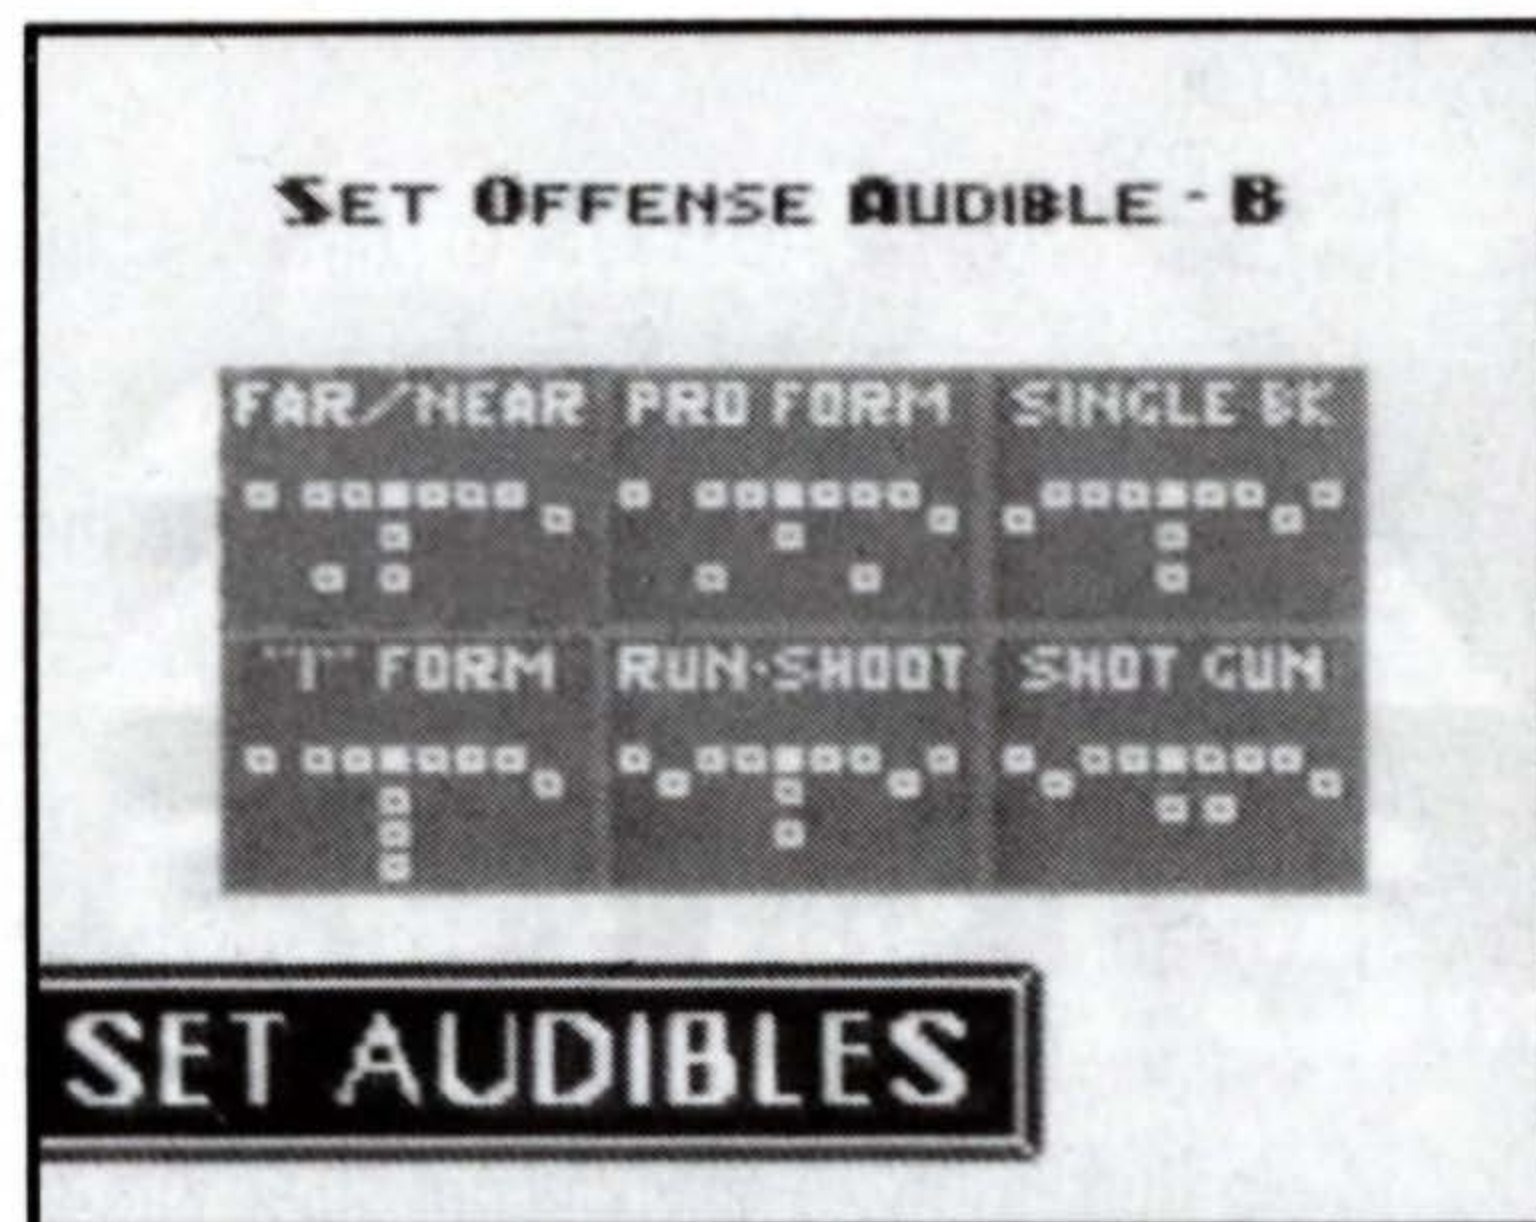 SET OFFENSE AUDIBLE - B
FAR/NEAR PRO FORM SINGLE BK
"I" FORM RUN-SHOOT SHOT GUN
SET AUDIBLES